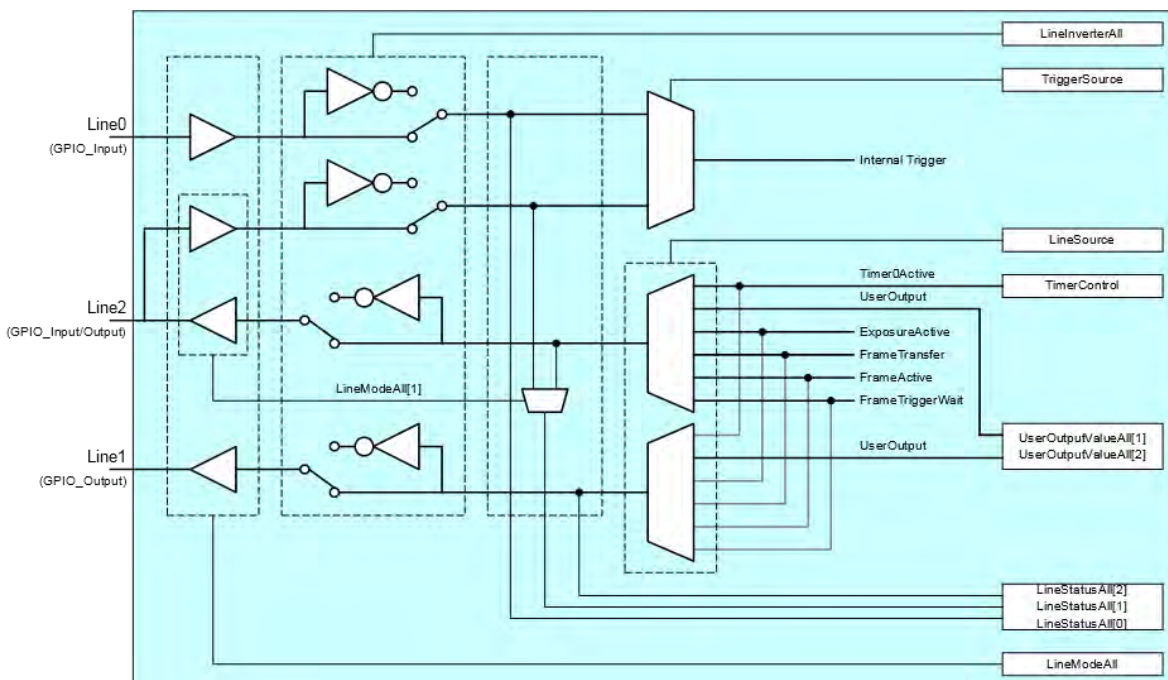 LineInverterAll
TriggerSource
Line0
(GPIO_Input)
Internal Trigger
LineSource
Timer0Active
TimerControl
UserOutput
Line2
(GPIO_Input/Output)
ExposureActive
FrameTransfer
FrameActive
LineModeAll[1]
FrameTriggerWait
UserOutput
UserOutputValueAll[1]
UserOutputValueAll[2]
Line1
(GPIO_Output)
LineStatusAll[2]
LineStatusAll[1]
LineStatusAll[0]
LineModeAll